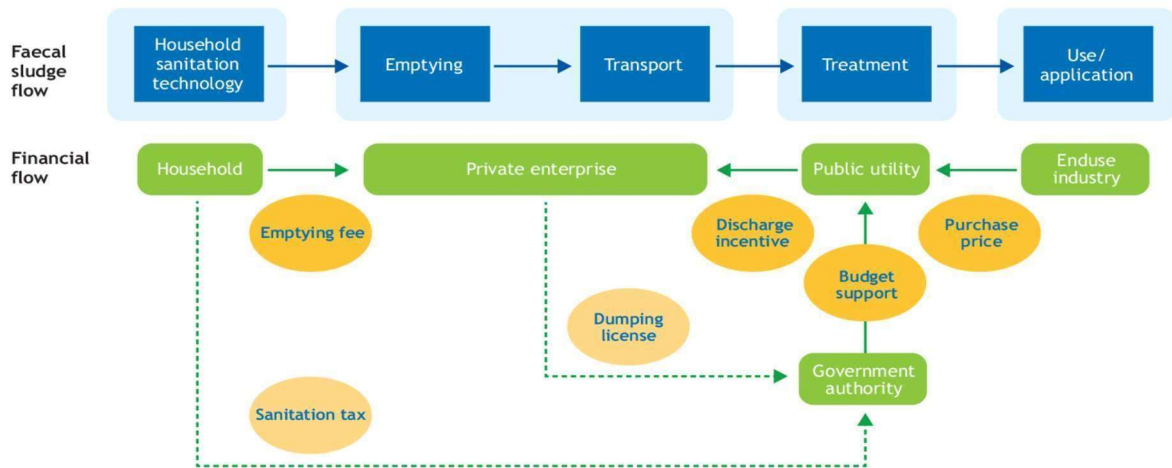 Faecal
sludge
flow
Household
sanitation
technology
Emptying
Transport
Treatment
Use/
application
Financial
flow
Household
Private enterprise
Public utility
Enduse
industry
Emptying fee
Discharge
incentive
Purchase
price
Budget
support
Dumping
license
Government
authority
Sanitation tax